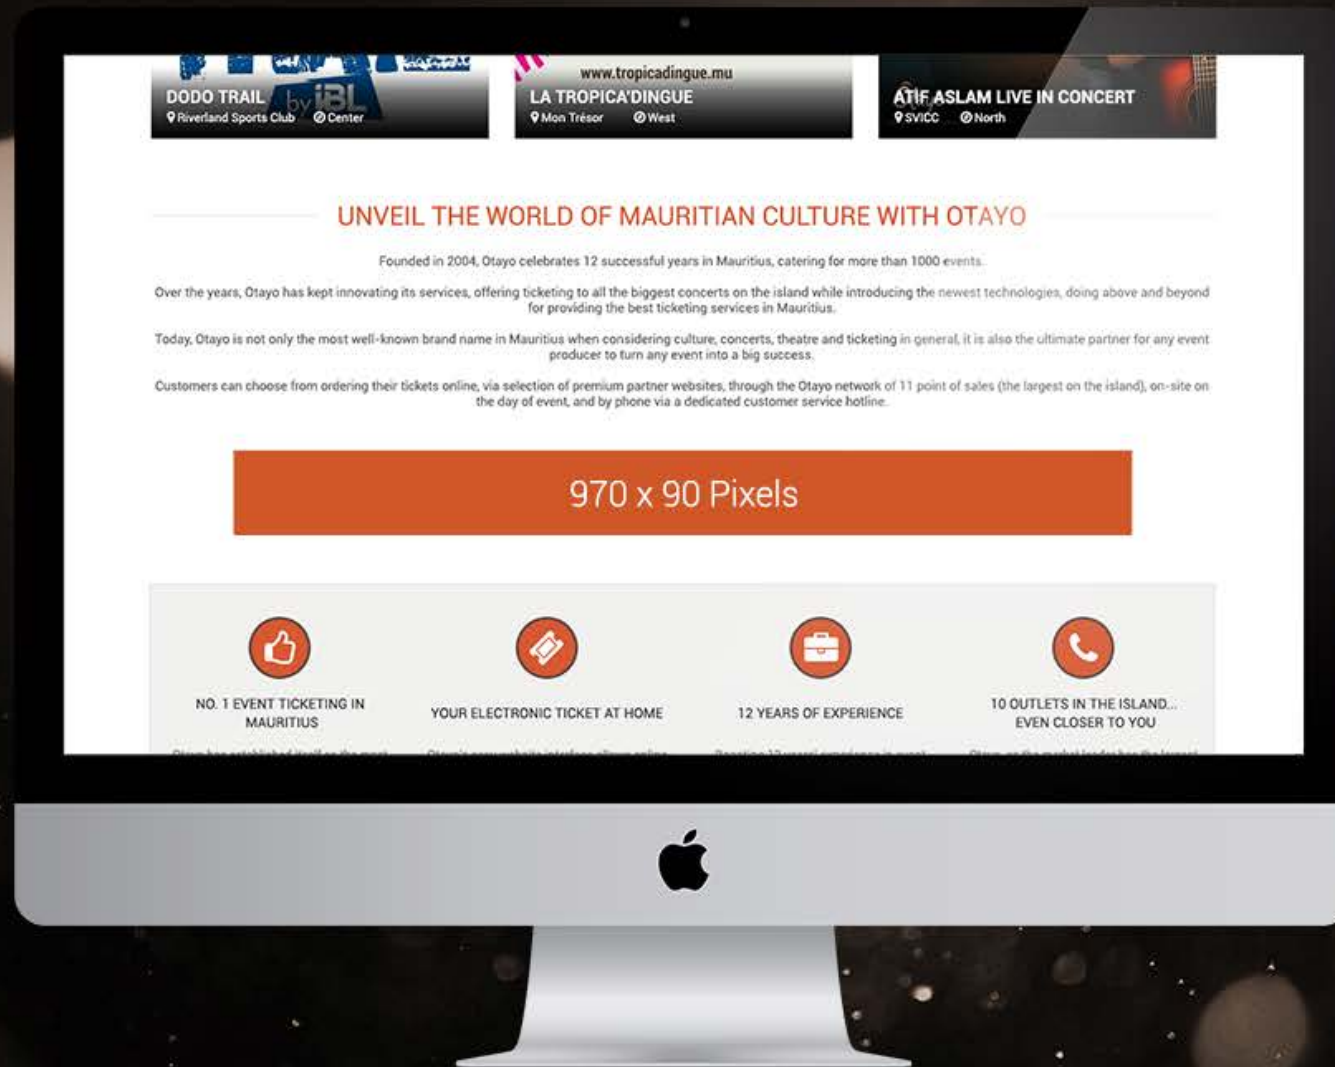 www.tropicadingue.mu
DODO TRAIL
by iBL
Riverland Sports Club Center
LA TROPICA'DINGUE
Mon Trésor West
ATIF ASLAM LIVE IN CONCERT
SVICC North
UNVEIL THE WORLD OF MAURITIAN CULTURE WITH OTAYO
Founded in 2004, Otayo celebrates 12 successful years in Mauritius, catering for more than 1000 events.
Over the years, Otayo has kept innovating its services, offering ticketing to all the biggest concerts on the island while introducing the newest technologies, doing above and beyond
for providing the best ticketing services in Mauritius.
Today, Otayo is not only the most well-known brand name in Mauritius when considering culture, concerts, theatre and ticketing in general, it is also the ultimate partner for any event
producer to turn any event into a big success.
Customers can choose from ordering their tickets online, via selection of premium partner websites, through the Otayo network of 11 point of sales (the largest on the island), on-site on
the day of event, and by phone via a dedicated customer service hotline.
970 x 90 Pixels
NO. 1 EVENT TICKETING IN
MAURITIUS
YOUR ELECTRONIC TICKET AT HOME
12 YEARS OF EXPERIENCE
10 OUTLETS IN THE ISLAND...
EVEN CLOSER TO YOU